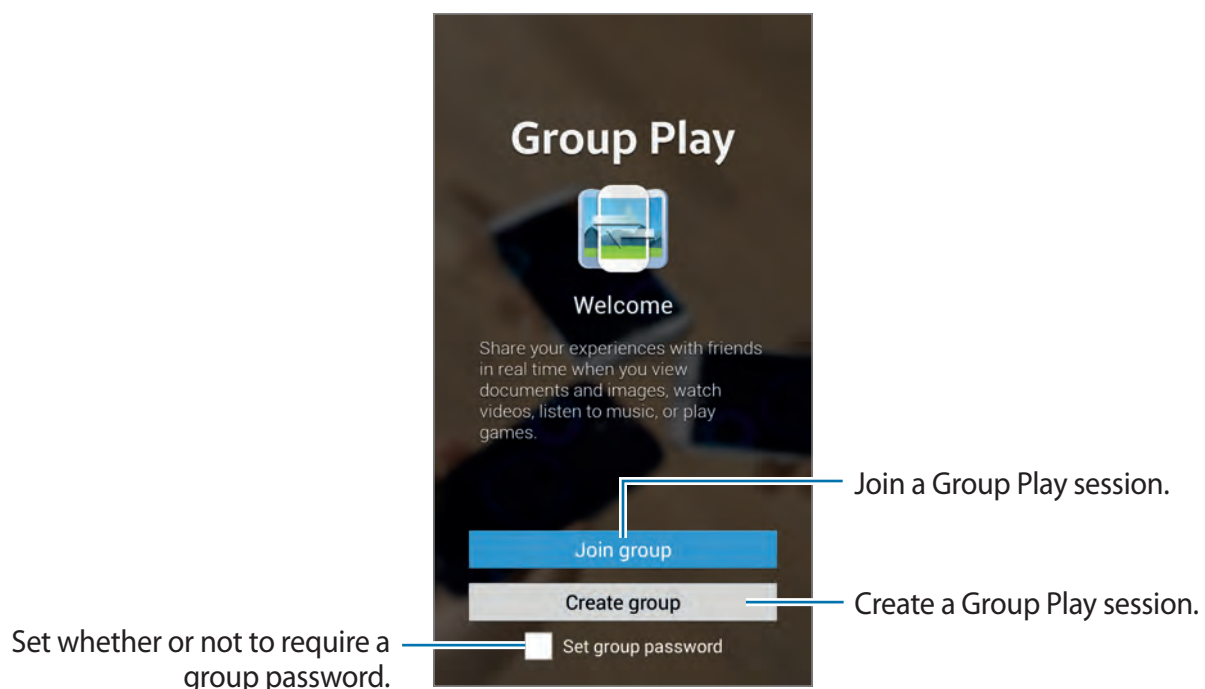 Group Play
Welcome
Share your experiences with friends
in real time when you view
documents and images, watch
videos, listen to music, or play
games.
Join a Group Play session.
Join group
Create group
Create a Group Play session.
Set whether or not to require a
group password.
Set group password